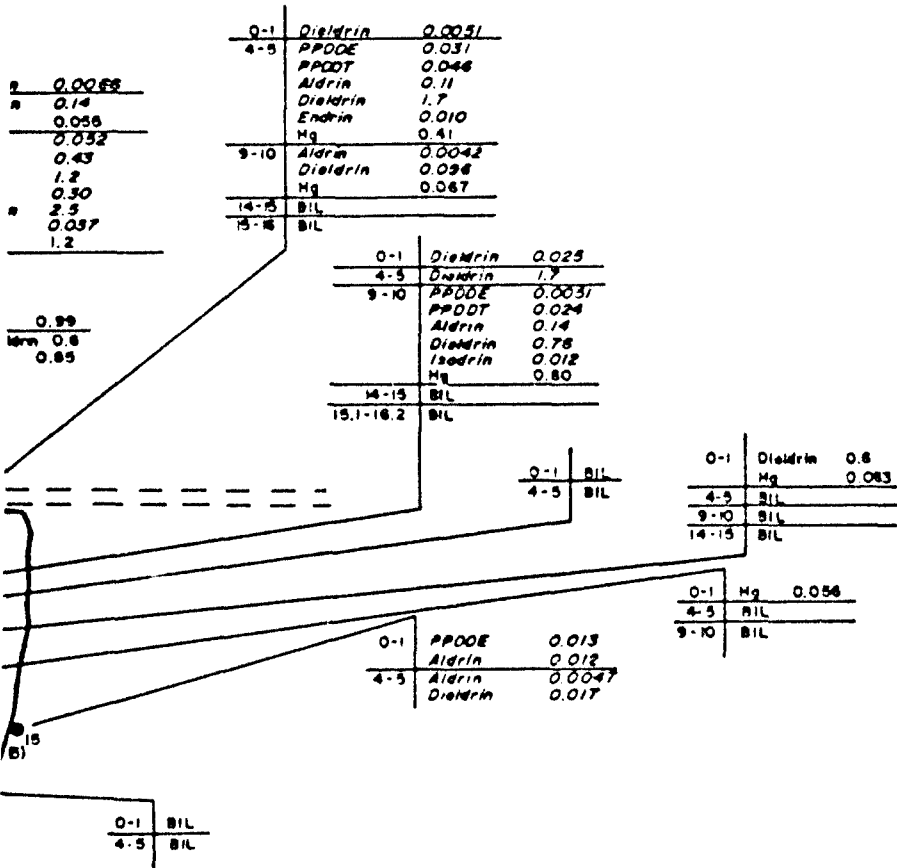 0-1 Dieldrin 0.0051
4-5 PPDDE 0.031
PPDDT 0.046
Aldrin 0.11
Dieldrin 1.7
Endrin 0.010
Hg 0.41
9-10 Aldrin 0.0042
Dieldrin 0.096
Hg 0.067
14-15 BIL
15-16 BIL
n 0.0068
n 0.14
0.056
0.052
0.43
1.2
0.30
n 2.5
0.037
1.2
0.99
ldrin 0.6
0.85
0-1 Dieldrin 0.025
4-5 Dieldrin 1.7
9-10 PPDDE 0.0031
PPDDT 0.024
Aldrin 0.14
Dieldrin 0.78
Isodrin 0.012
Hg 0.80
14-15 BIL
15.1-16.2 BIL
0-1 BIL
4-5 BIL
0-1 Dieldrin 0.6
Hg 0.063
4-5 BIL
9-10 BIL
14-15 BIL
0-1 Hg 0.056
4-5 BIL
9-10 BIL
0-1 PPDDE 0.013
Aldrin 0.012
4-5 Aldrin 0.0047
Dieldrin 0.017
15
(B)
0-1 BIL
4-5 BIL